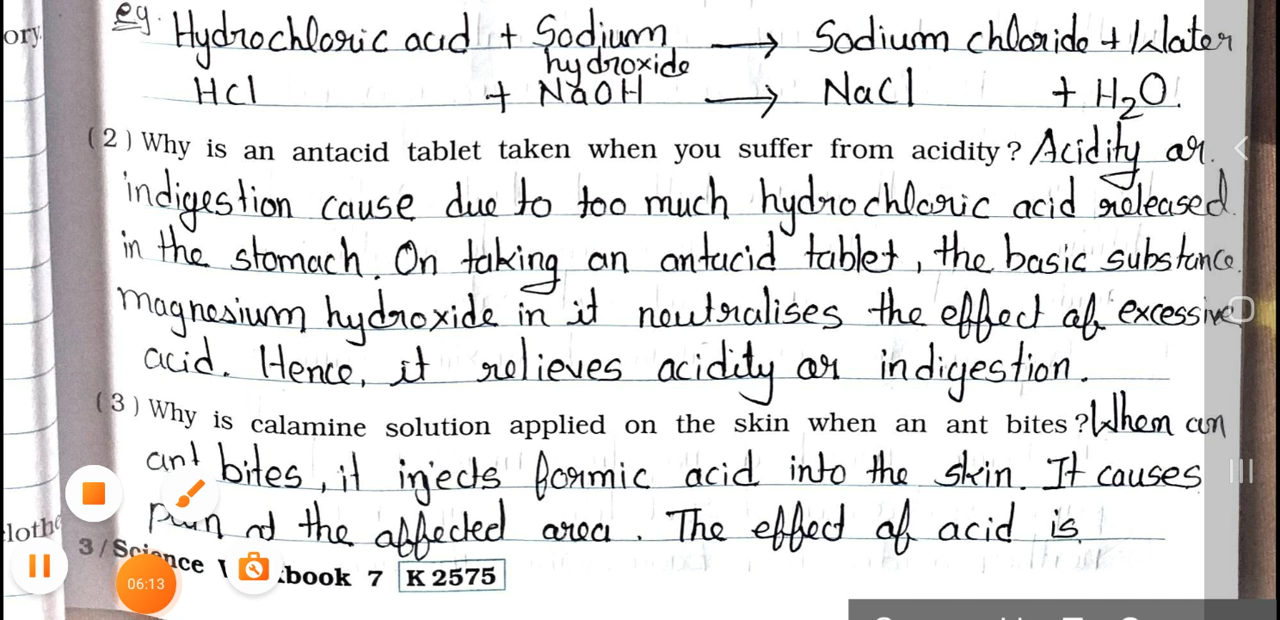 ory.
eg. Hydrochloric acid + Sodium hydroxide → Sodium chloride + Water
HCl + NaOH → NaCl + H₂O.
(2) Why is an antacid tablet taken when you suffer from acidity? Acidity or
indigestion cause due to too much hydrochloric acid released
in the stomach. On taking an antacid tablet, the basic substance
magnesium hydroxide in it neutralises the effect of excessive
acid. Hence, it relieves acidity or indigestion.
(3) Why is calamine solution applied on the skin when an ant bites? When an
ant bites, it injects formic acid into the skin. It causes
pain at the affected area. The effect of acid is
3/Science book 7 K 2575
06:13